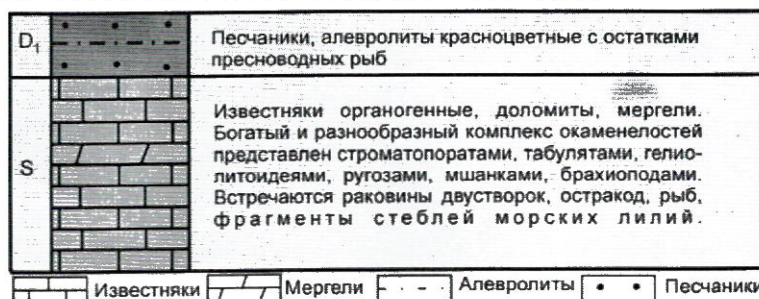 D₁
Песчаники, алевролиты красноцветные с остатками
пресноводных рыб
S
Известняки органогенные, доломиты, мергели.
Богатый и разнообразный комплекс окаменелостей
представлен строматопоратами, табулятами, гелио-
литоидеями, ругозами, мшанками, брахиоподами.
Встречаются раковины двустворок, остракод, рыб,
фрагменты стеблей морских лилий.
Известняки Мергели Алевролиты Песчаники